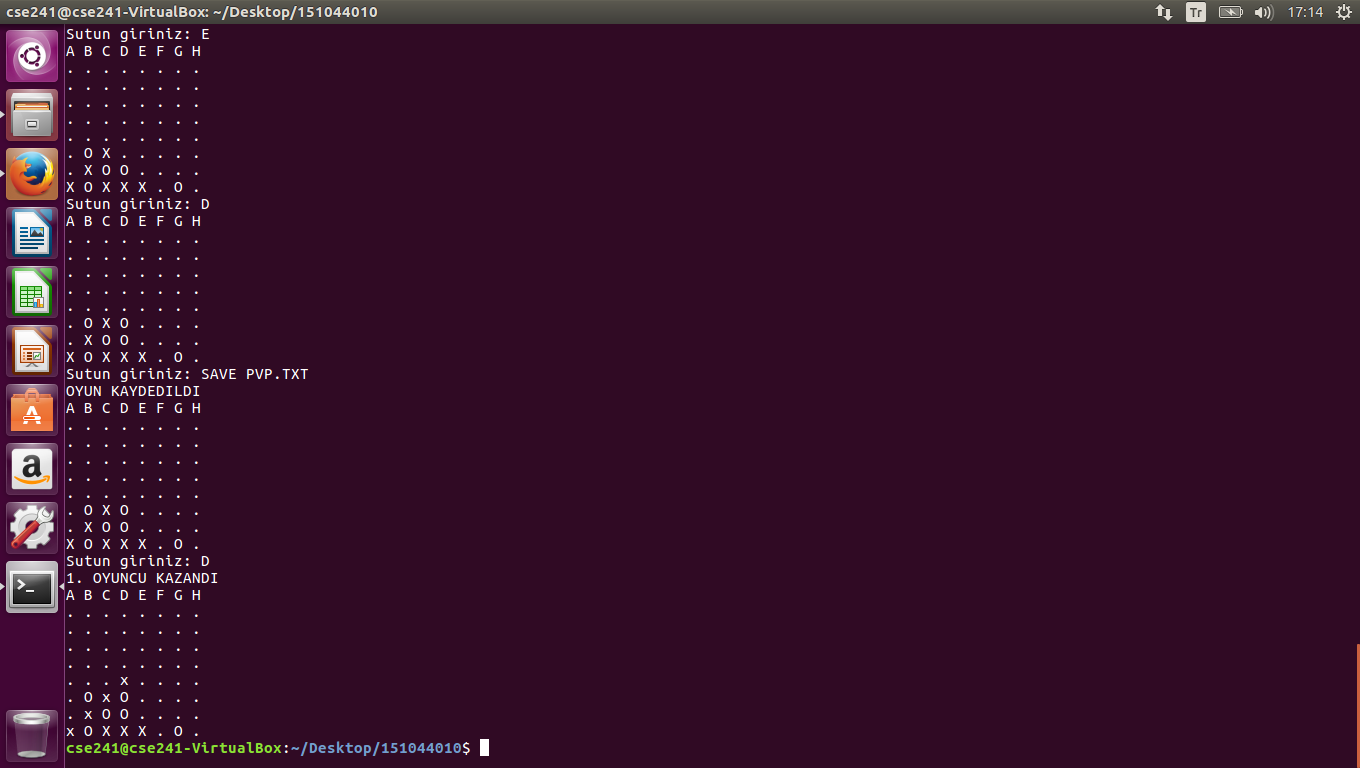 cse241@cse241-VirtualBox: ~/Desktop/151044010
Tr
17:14
Sutun giriniz: E
A B C D E F G H
. . . . . . . .
. . . . . . . .
. . . . . . . .
. . . . . . . .
. . . . . . . .
. O X . . . . .
. X O O . . . .
X O X X X . O .
Sutun giriniz: D
A B C D E F G H
. . . . . . . .
. . . . . . . .
. . . . . . . .
. . . . . . . .
. . . . . . . .
. O X O . . . .
. X O O . . . .
X O X X X . O .
Sutun giriniz: SAVE PVP.TXT
OYUN KAYDEDILDI
A B C D E F G H
. . . . . . . .
. . . . . . . .
. . . . . . . .
. . . . . . . .
. . . . . . . .
. O X O . . . .
. X O O . . . .
X O X X X . O .
Sutun giriniz: D
1. OYUNCU KAZANDI
A B C D E F G H
. . . . . . . .
. . . . . . . .
. . . . . . . .
. . . . . . . .
. . . x . . . .
. O x O . . . .
. x O O . . . .
x O X X X . O .
cse241@cse241-VirtualBox:~/Desktop/151044010$